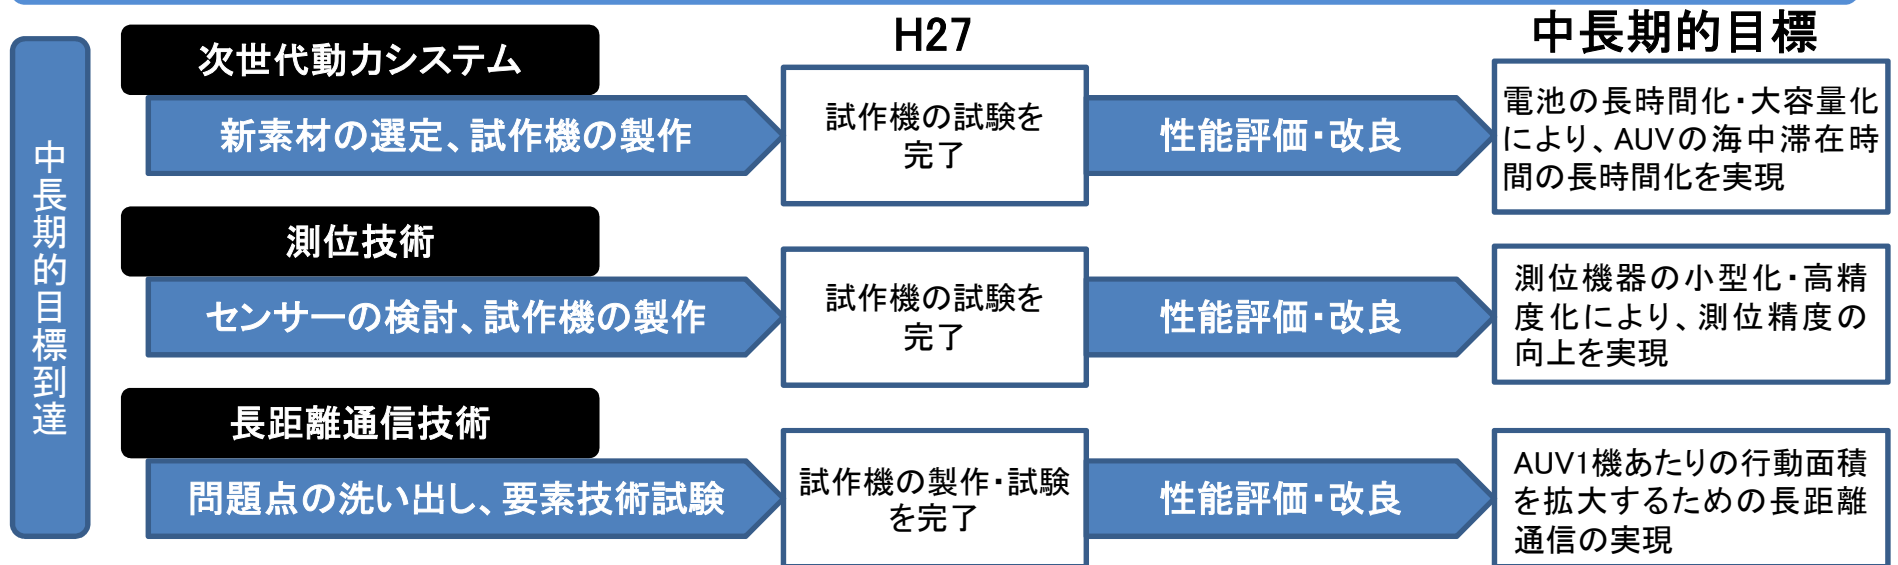 H27
中長期的目標
中長期的目標到達
次世代動力システム
新素材の選定、試作機の製作
試作機の試験を
完了
性能評価・改良
電池の長時間化・大容量化
により、AUVの海中滞在時
間の長時間化を実現
測位技術
センサーの検討、試作機の製作
試作機の試験を
完了
性能評価・改良
測位機器の小型化・高精
度化により、測位精度の
向上を実現
長距離通信技術
問題点の洗い出し、要素技術試験
試作機の製作・試験
を完了
性能評価・改良
AUV1機あたりの行動面積
を拡大するための長距離
通信の実現